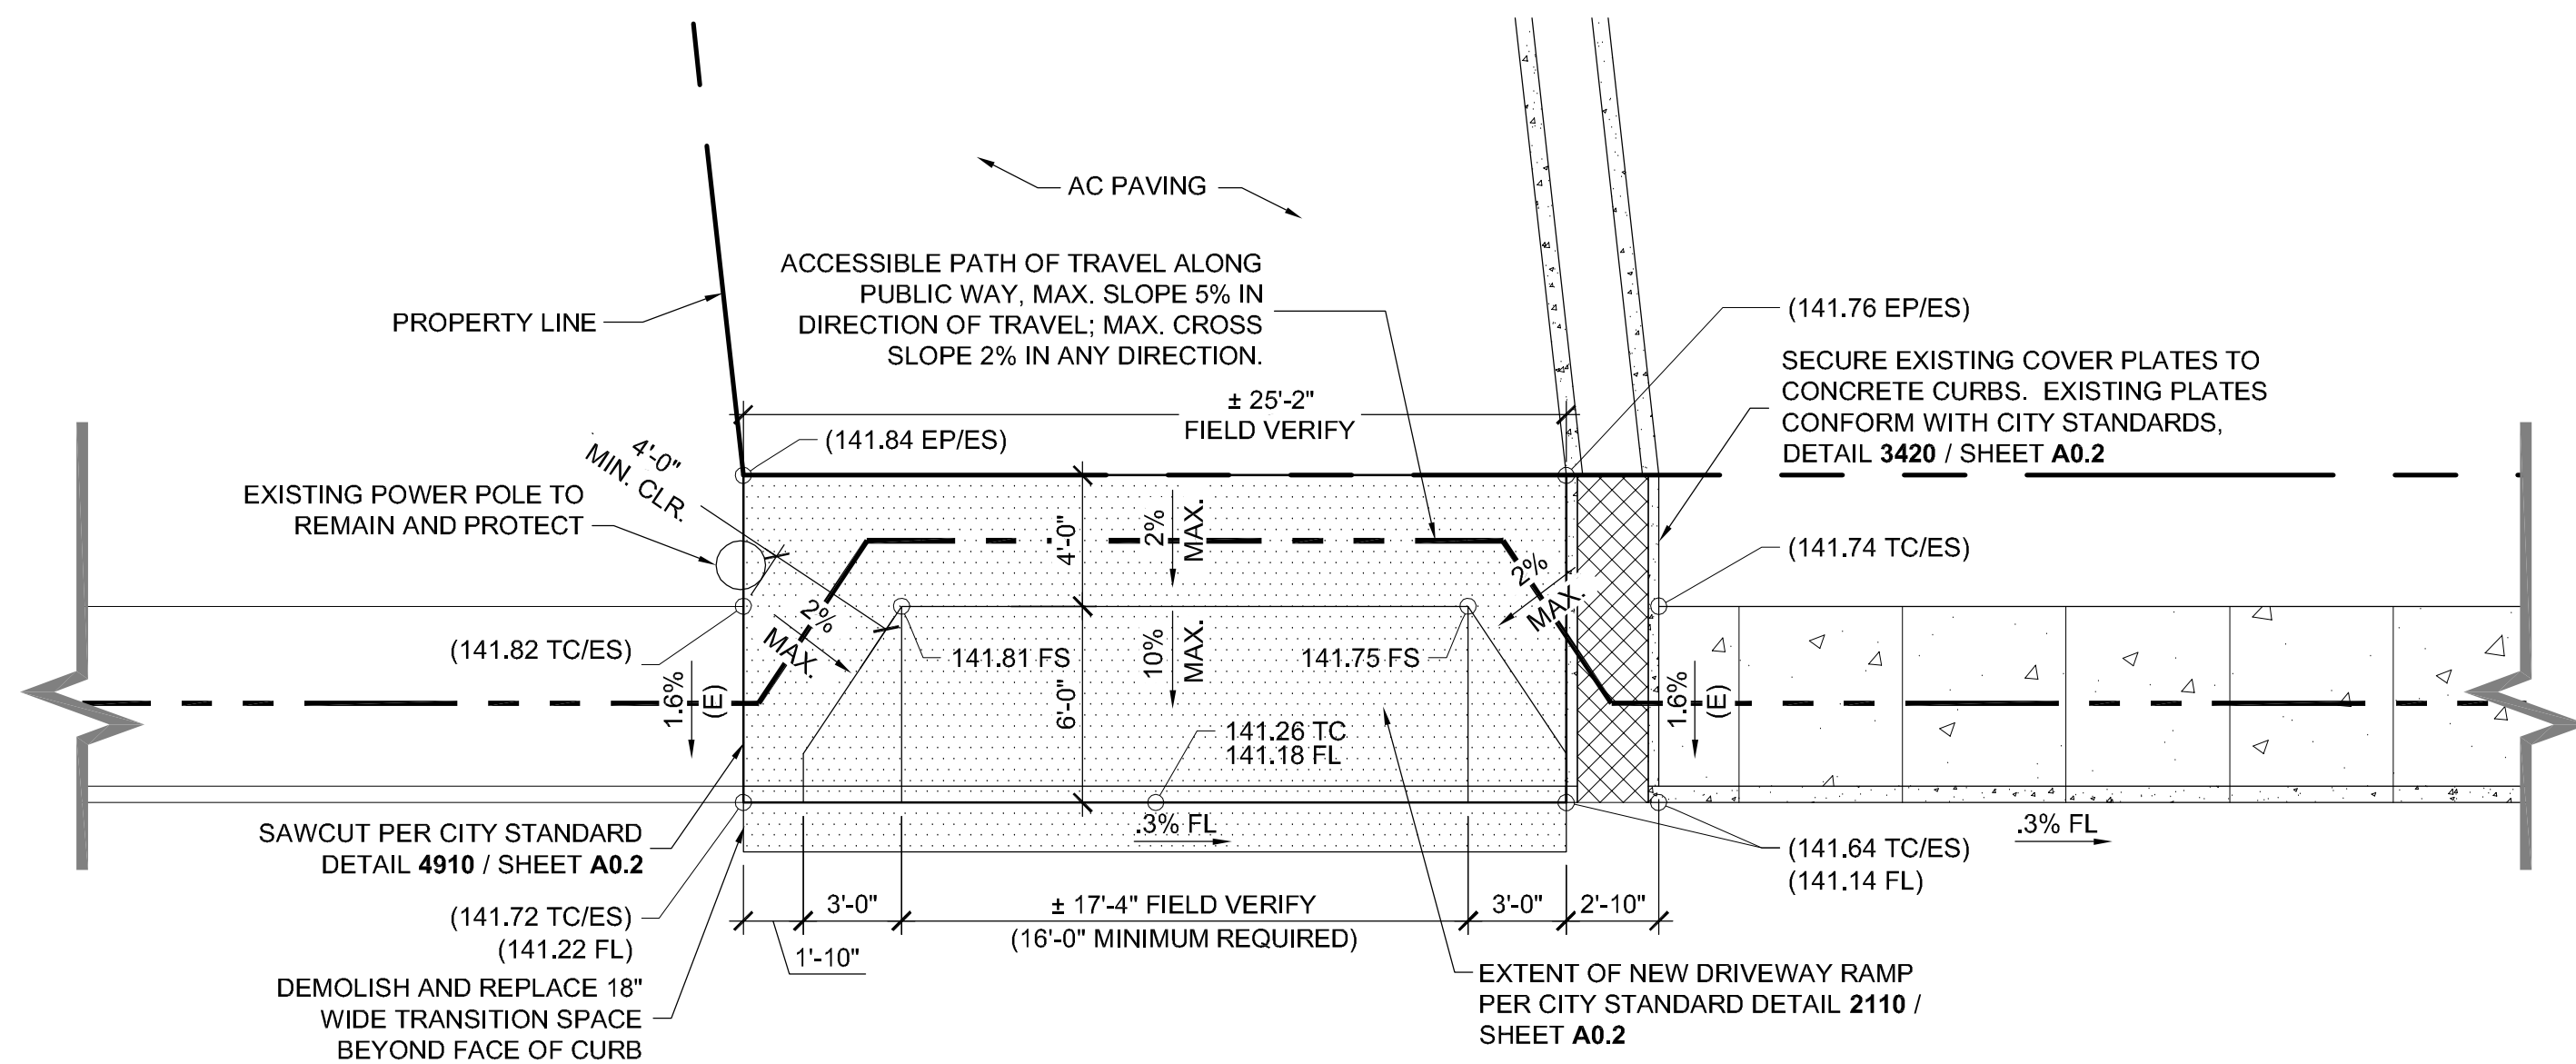 AC PAVING
ACCESSIBLE PATH OF TRAVEL ALONG
PUBLIC WAY, MAX. SLOPE 5% IN
DIRECTION OF TRAVEL; MAX. CROSS
SLOPE 2% IN ANY DIRECTION.
PROPERTY LINE
(141.76 EP/ES)
SECURE EXISTING COVER PLATES TO
CONCRETE CURBS. EXISTING PLATES
CONFORM WITH CITY STANDARDS,
DETAIL 3420 / SHEET A0.2
± 25'-2"
FIELD VERIFY
(141.84 EP/ES)
4'-0"
MIN. CLR.
EXISTING POWER POLE TO
REMAIN AND PROTECT
4'-0"
2%
MAX.
(141.74 TC/ES)
2%
MAX.
2%
MAX.
(141.82 TC/ES)
141.81 FS
141.75 FS
10%
MAX.
6'-0"
1.6%
(E)
1.6%
(E)
141.26 TC
141.18 FL
SAWCUT PER CITY STANDARD
DETAIL 4910 / SHEET A0.2
.3% FL
.3% FL
(141.64 TC/ES)
(141.14 FL)
(141.72 TC/ES)
(141.22 FL)
3'-0"
± 17'-4" FIELD VERIFY
(16'-0" MINIMUM REQUIRED)
3'-0"
2'-10"
1'-10"
DEMOLISH AND REPLACE 18"
WIDE TRANSITION SPACE
BEYOND FACE OF CURB
EXTENT OF NEW DRIVEWAY RAMP
PER CITY STANDARD DETAIL 2110 /
SHEET A0.2